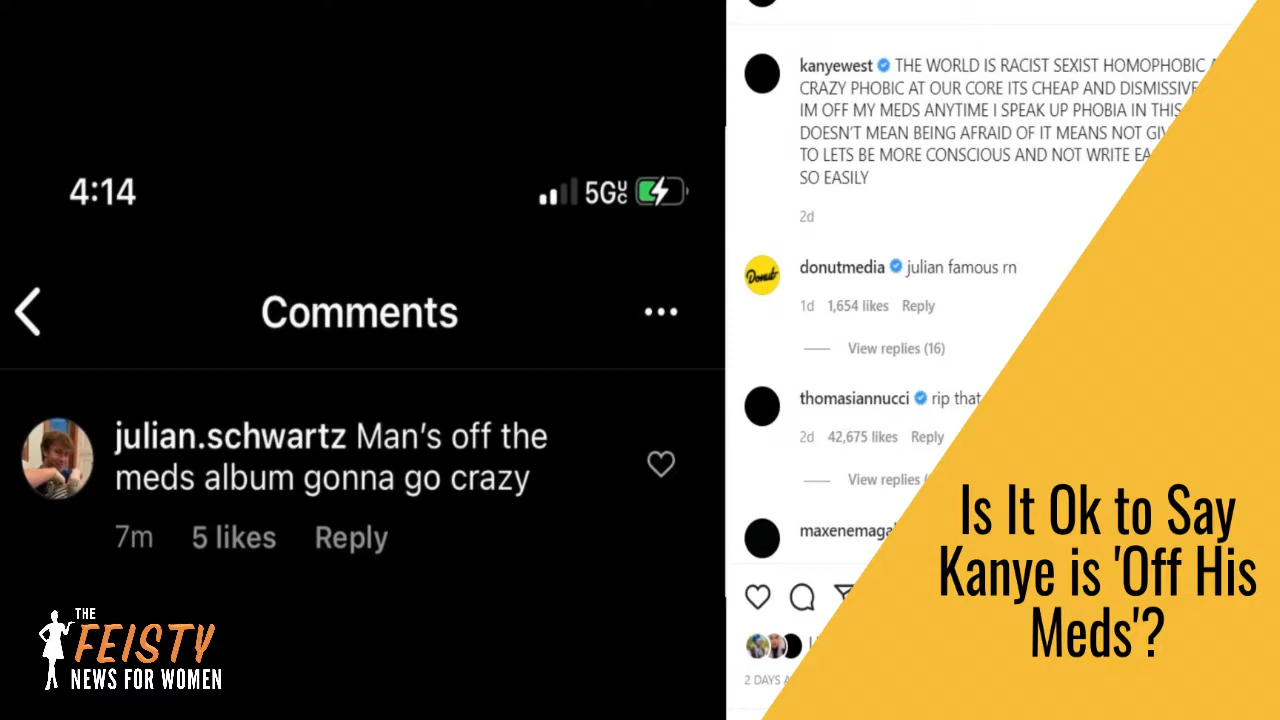 4:14
5GUC
Comments
julian.schwartz Man's off the
meds album gonna go crazy
7m 5 likes Reply
THE
FEISTY
NEWS FOR WOMEN
kanyewest THE WORLD IS RACIST SEXIST HOMOPHOBIC
CRAZY PHOBIC AT OUR CORE ITS CHEAP AND DISMISSIVE
IM OFF MY MEDS ANYTIME I SPEAK UP PHOBIA IN THIS
DOESN'T MEAN BEING AFRAID OF IT MEANS NOT
TO LETS BE MORE CONSCIOUS AND NOT WRITE
SO EASILY
2d
Donut
donutmedia julian famous rn
1d 1,654 likes Reply
View replies (16)
thomasiannucci rip that
2d 42,675 likes Reply
View replies
2 DAYS
Is It Ok to Say
Kanye is 'Off His
Meds'?